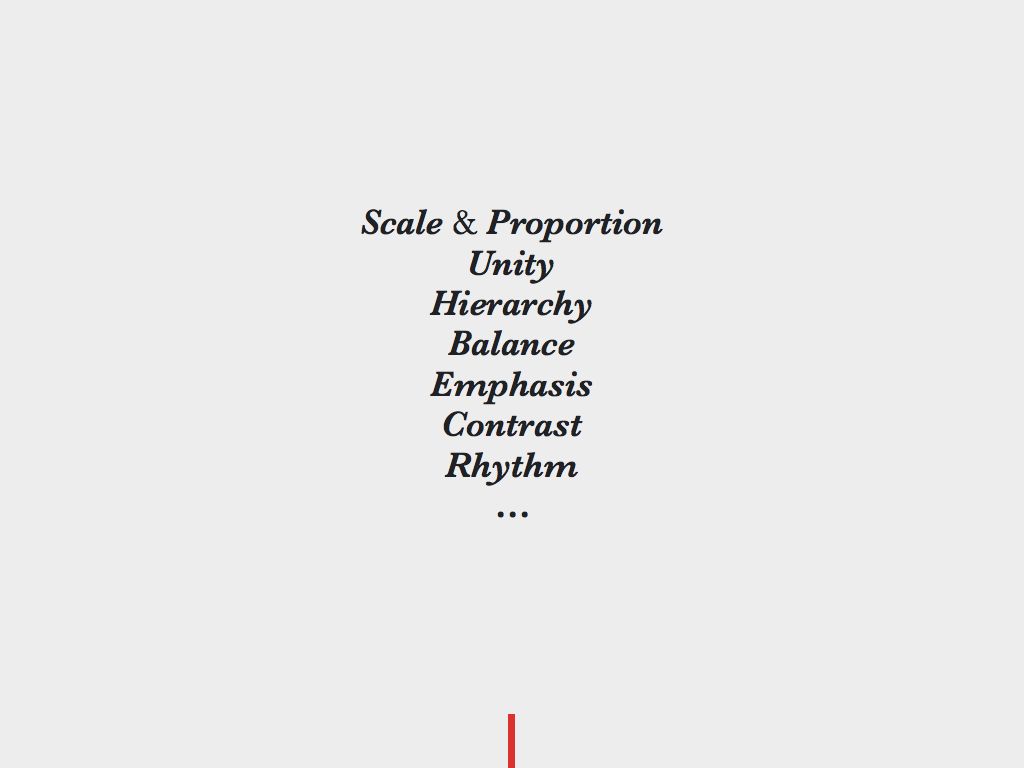 Scale & Proportion
Unity
Hierarchy
Balance
Emphasis
Contrast
Rhythm
...